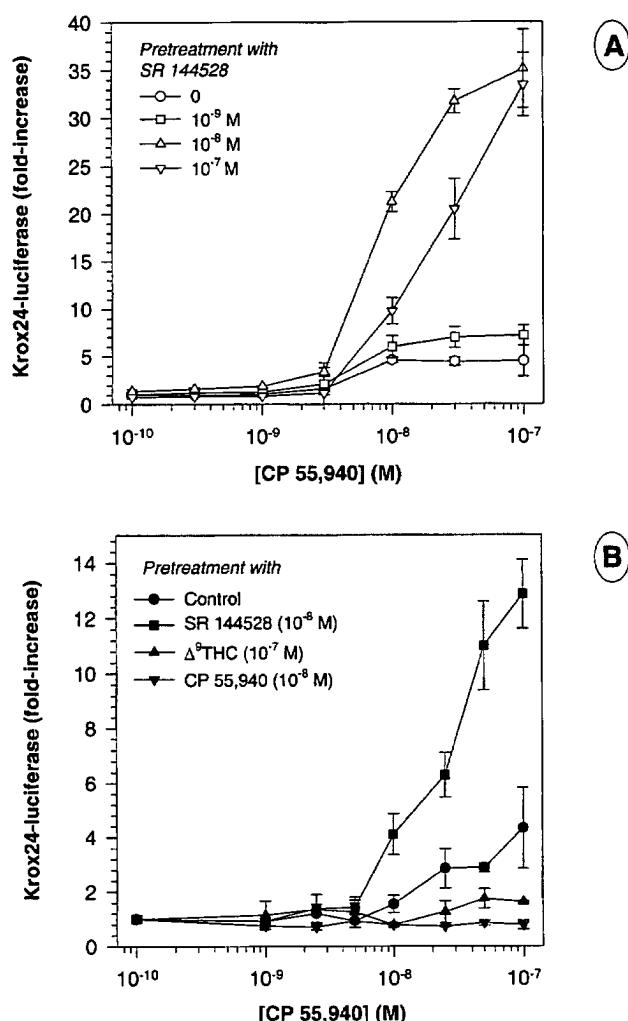 A
Krox24-luciferase (fold-increase)
40
35
30
25
20
15
10
5
0
Pretreatment with
SR 144528
0
10⁻⁹ M
10⁻⁸ M
10⁻⁷ M
10⁻¹⁰
10⁻⁹
10⁻⁸
10⁻⁷
[CP 55,940] (M)
B
Krox24-luciferase (fold-increase)
14
12
10
8
6
4
2
0
Pretreatment with
Control
SR 144528 (10⁻⁸ M)
Δ⁹THC (10⁻⁷ M)
CP 55,940 (10⁻⁸ M)
10⁻¹⁰
10⁻⁹
10⁻⁸
10⁻⁷
[CP 55,940] (M)